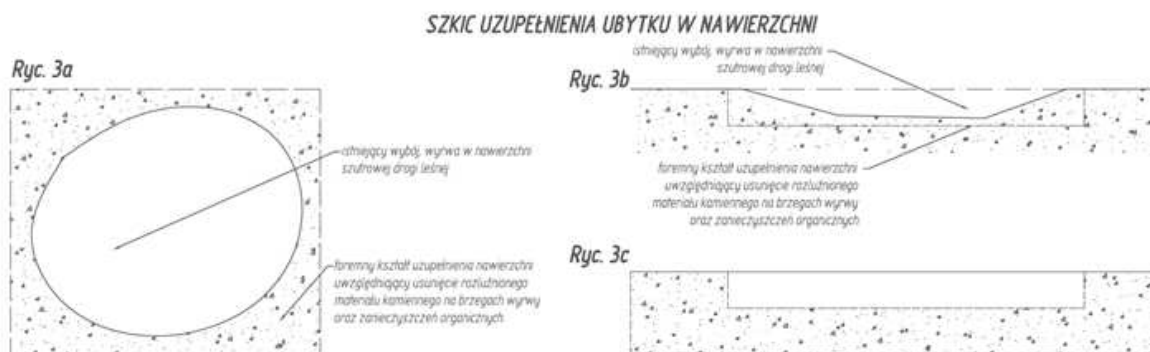 SZKIC UZUPEŁNIENIA UBYTKU W NAWIERZCHNI
Ryc. 3a
istniejący wybój, wyrwa w nawierzchni
szutrowej drogi leśnej
foremny kształt uzupełnienia nawierzchni
uwzględniający usunięcie rozluźnionego
materiału kamiennego na brzegach wyrwy
oraz zanieczyszczeń organicznych
Ryc. 3b
istniejący wybój, wyrwa w nawierzchni
szutrowej drogi leśnej
foremny kształt uzupełnienia nawierzchni
uwzględniający usunięcie rozluźnionego
materiału kamiennego na brzegach wyrwy
oraz zanieczyszczeń organicznych
Ryc. 3c